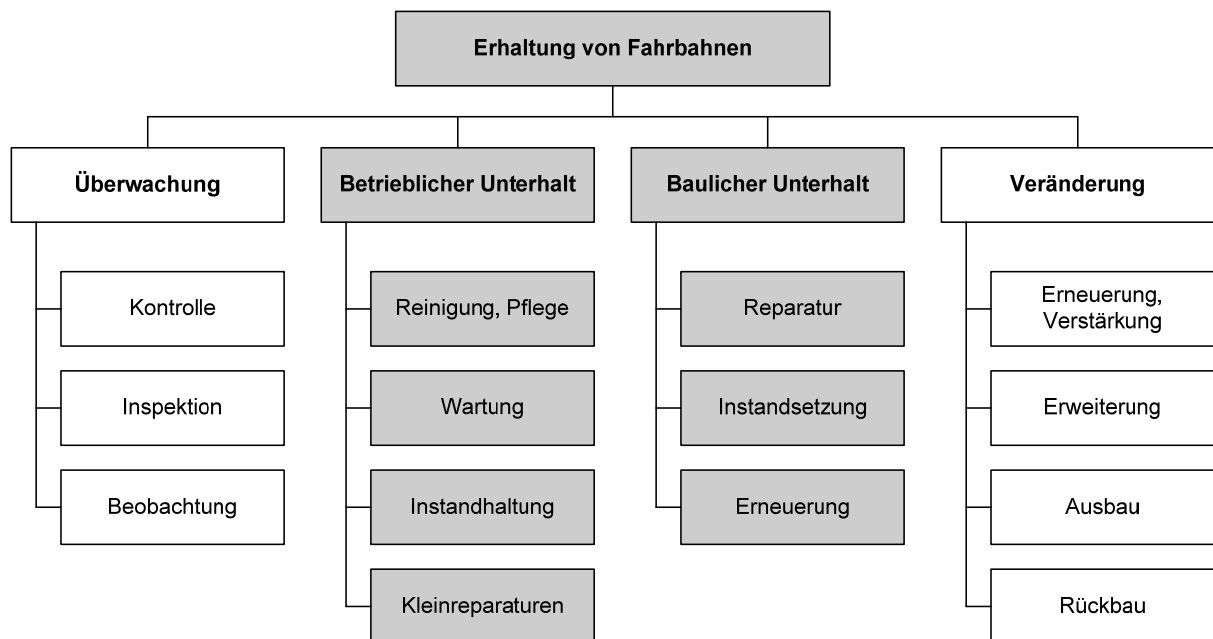 Erhaltung von Fahrbahnen
Überwachung
Kontrolle
Inspektion
Beobachtung
Betrieblicher Unterhalt
Reinigung, Pflege
Wartung
Instandhaltung
Kleinreparaturen
Baulicher Unterhalt
Reparatur
Instandsetzung
Erneuerung
Veränderung
Erneuerung,
Verstärkung
Erweiterung
Ausbau
Rückbau